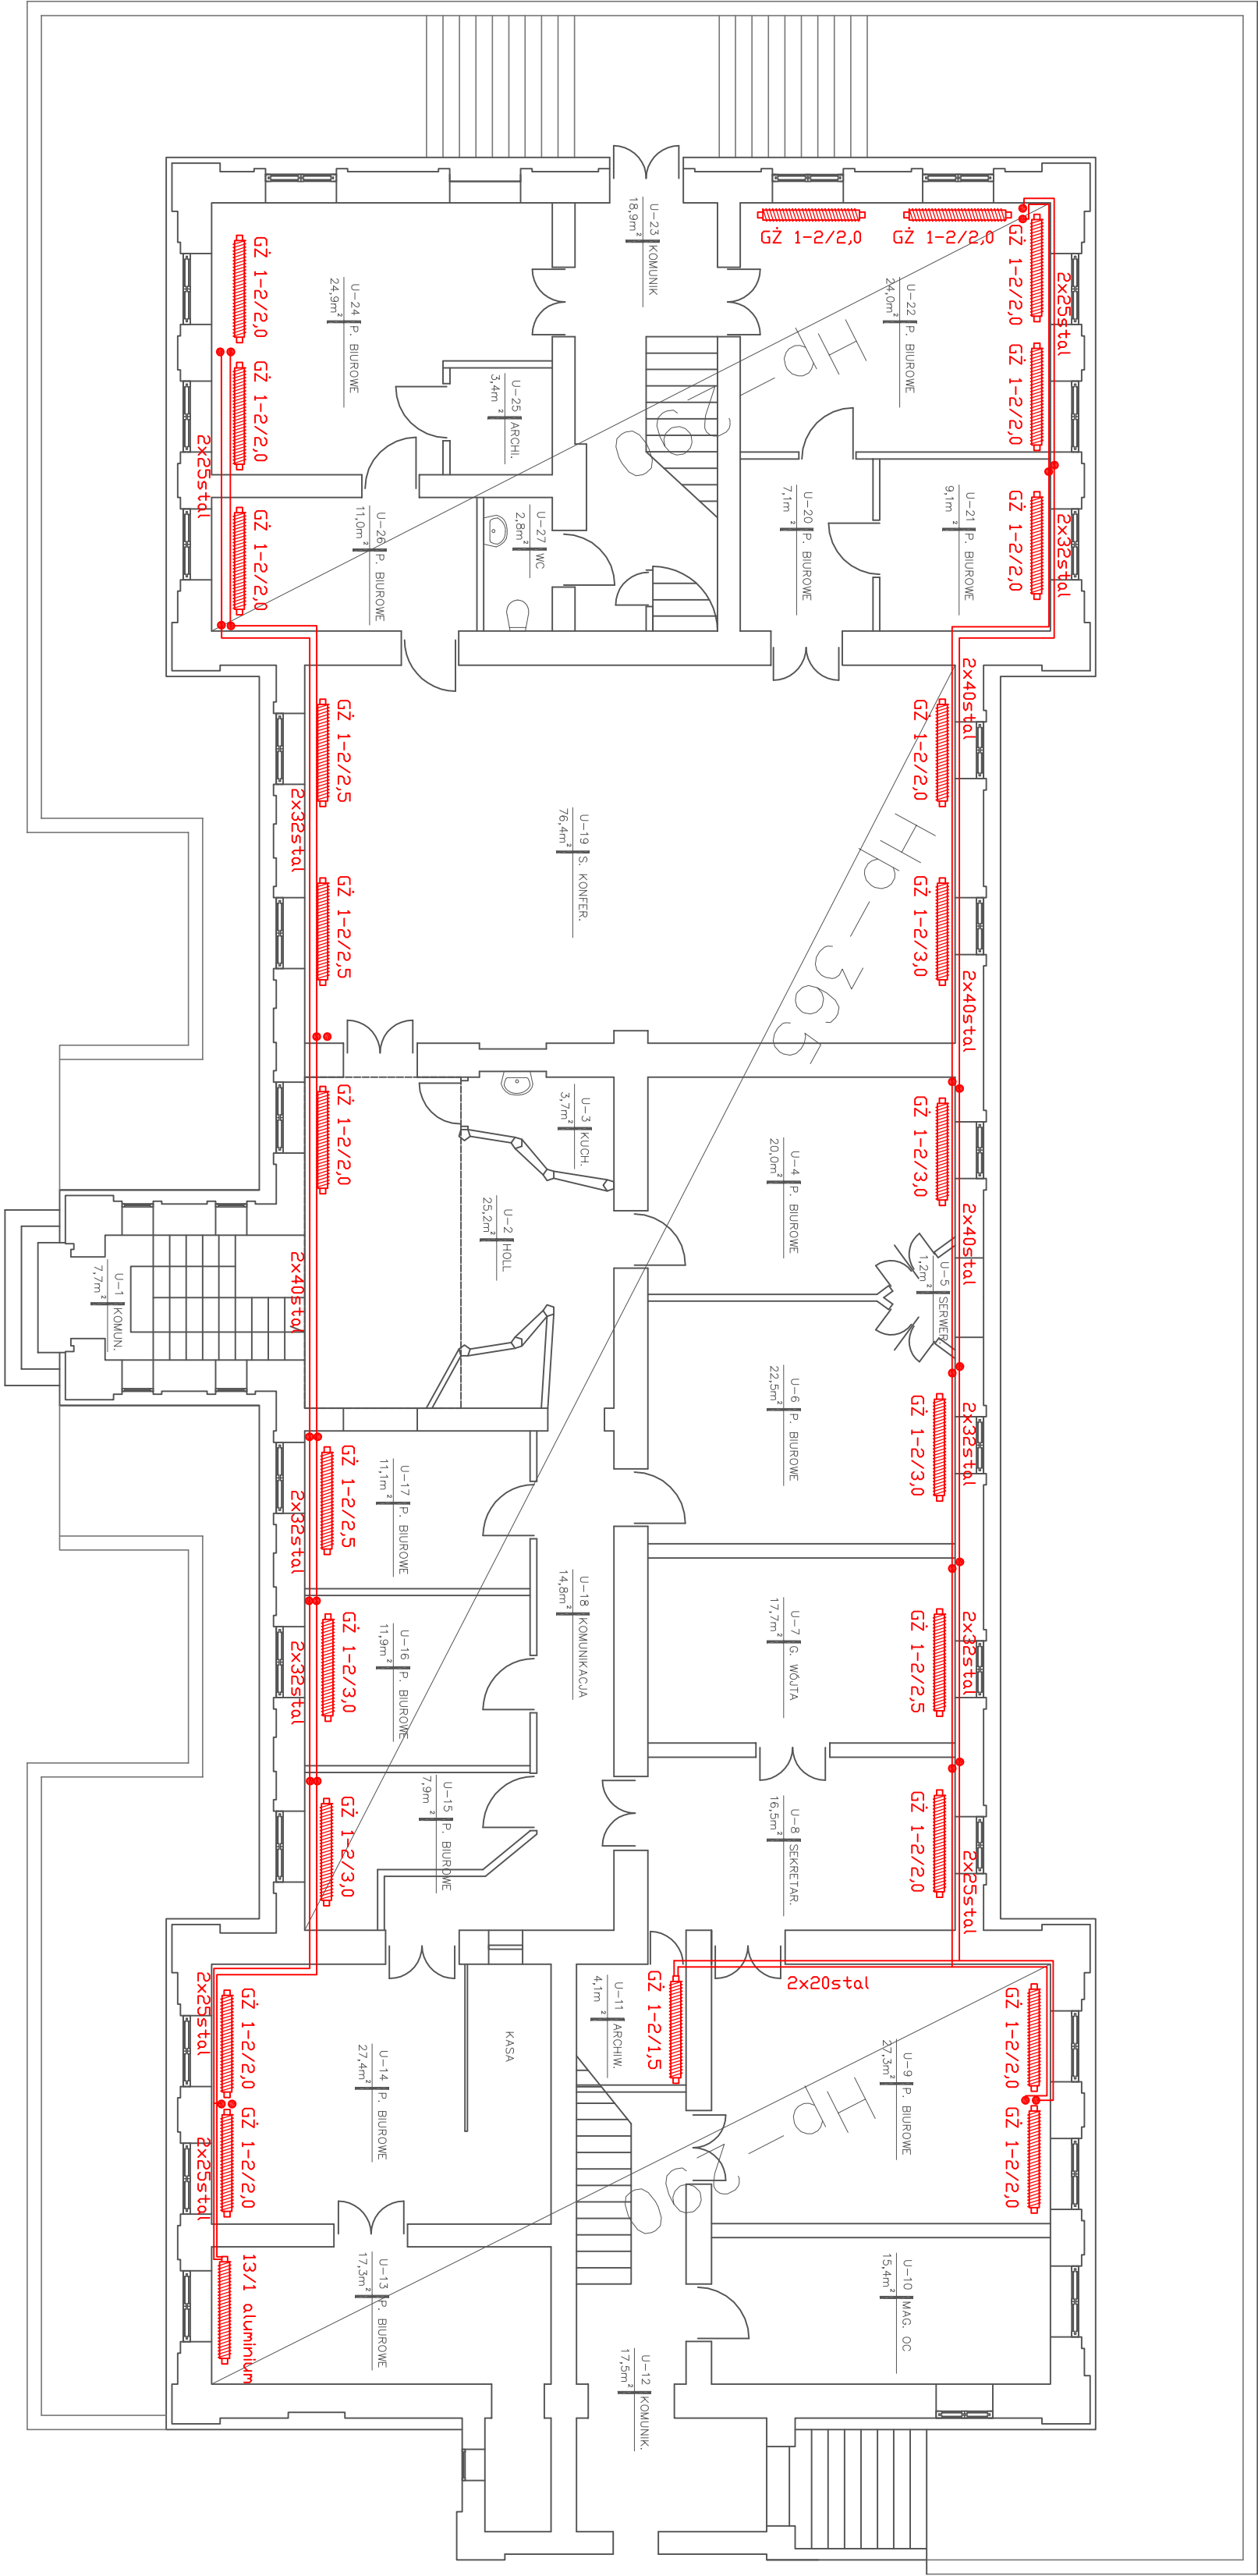 U-23 KOMUNIK
18,9m²
GŻ 1-2/2,0
GŻ 1-2/2,0
GŻ 1-2/2,0
2x25stal
GŻ 1-2/2,0
U-22 P. BIUROWE
24,0m²
Hp-290
GŻ 1-2/2,0
U-24 P. BIUROWE
24,9m²
GŻ 1-2/2,0
2x25stal
U-25 ARCHI.
3,4m²
U-20 P. BIUROWE
7,1m²
U-21 P. BIUROWE
9,1m²
GŻ 1-2/2,0
2x32stal
GŻ 1-2/2,0
U-26 P. BIUROWE
11,0m²
U-27 WC
2,8m²
GŻ 1-2/2,5
2x32stal
GŻ 1-2/2,5
U-19 S. KONFER.
76,4m²
GŻ 1-2/2,0
2x40stal
GŻ 1-2/3,0
2x40stal
Hp-365
GŻ 1-2/2,0
2x40stal
U-3 KUCH.
3,7m²
U-2 HOLL
25,2m²
U-1 KOMUN.
7,7m²
U-4 P. BIUROWE
20,0m²
GŻ 1-2/3,0
2x40stal
U-5 SERWER.
1,2m²
U-6 P. BIUROWE
22,5m²
GŻ 1-2/3,0
2x32stal
GŻ 1-2/2,5
2x32stal
U-17 P. BIUROWE
11,1m²
U-18 KOMUNIKACJA
14,8m²
U-7 G. WÓJTA
17,7m²
GŻ 1-2/2,5
2x32stal
GŻ 1-2/3,0
2x32stal
U-16 P. BIUROWE
11,9m²
U-15 P. BIUROWE
7,9m²
GŻ 1-2/3,0
U-8 SEKRETAR.
16,5m²
GŻ 1-2/2,0
2x25stal
2x25stal
GŻ 1-2/2,0
U-14 P. BIUROWE
27,4m²
KASA
U-11 ARCHIW.
4,1m²
GŻ 1-2/1,5
2x20stal
U-9 P. BIUROWE
27,3m²
GŻ 1-2/2,0
GŻ 1-2/2,0
Hp-290
GŻ 1-2/2,0
2x25stal
13/1 aluminium
U-13 P. BIUROWE
17,3m²
U-10 MAG. OC
15,4m²
U-12 KOMUNIK.
17,5m²